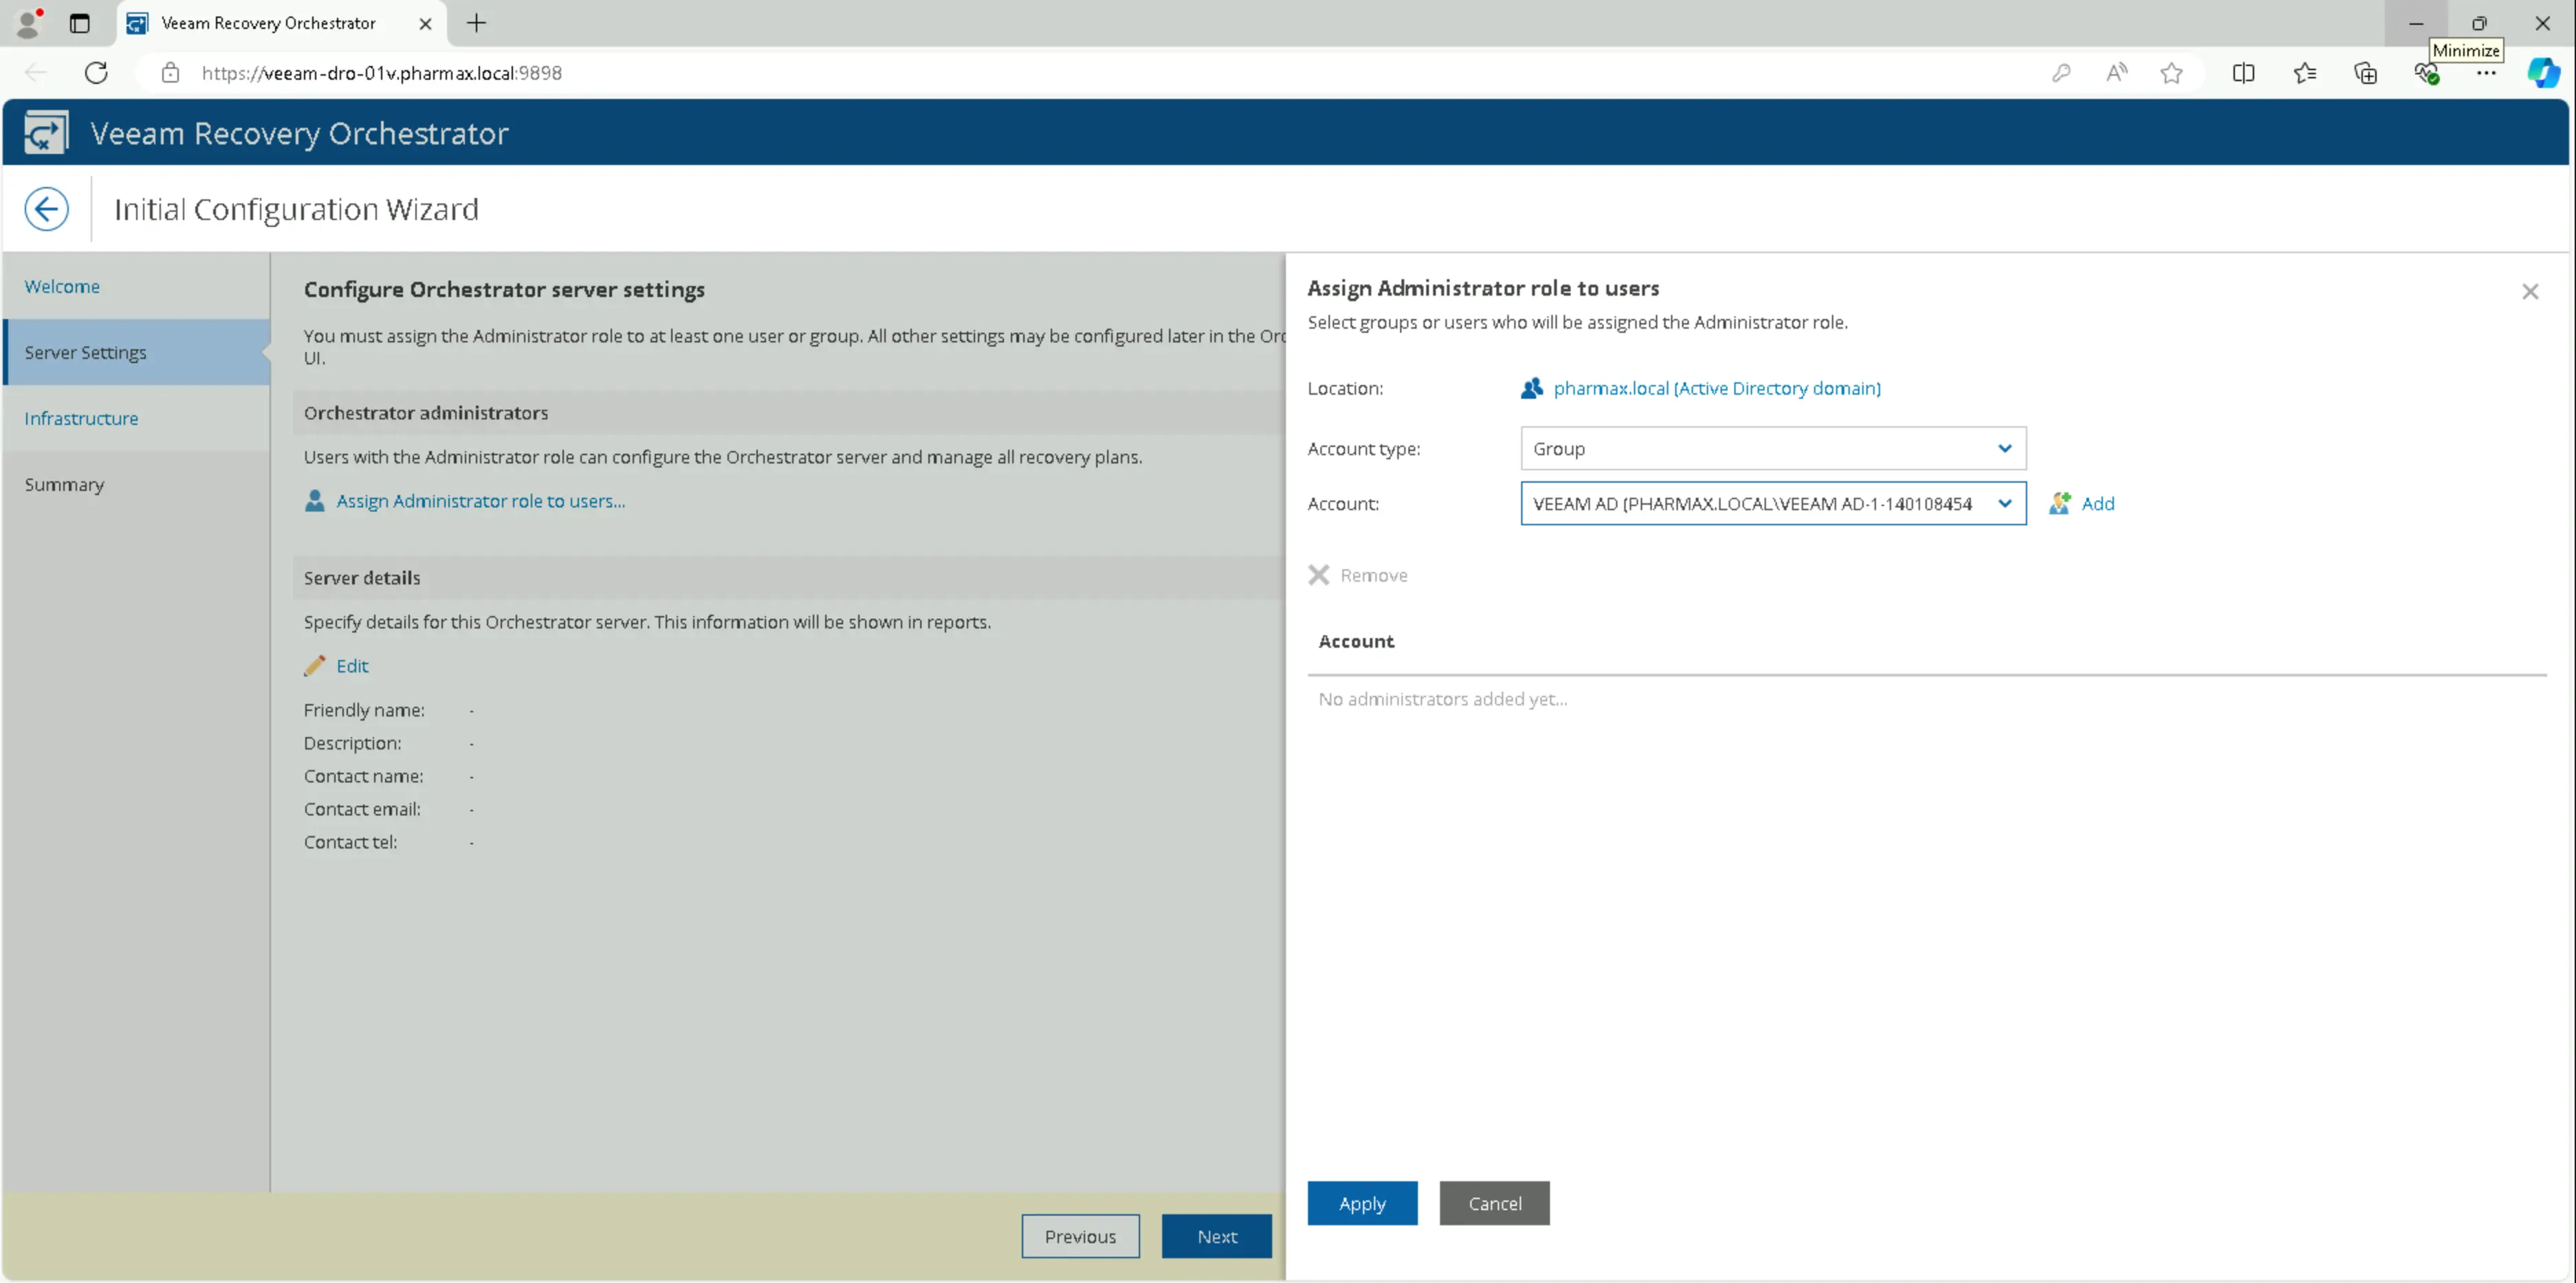 Veeam Recovery Orchestrator
Minimize
https://veeam-dro-01v.pharmax.local:9898
Veeam Recovery Orchestrator
Initial Configuration Wizard
Welcome
Server Settings
Infrastructure
Summary
Configure Orchestrator server settings
You must assign the Administrator role to at least one user or group. All other settings may be configured later in the Orc
UI.
Orchestrator administrators
Users with the Administrator role can configure the Orchestrator server and manage all recovery plans.
Assign Administrator role to users...
Server details
Specify details for this Orchestrator server. This information will be shown in reports.
Edit
Friendly name: -
Description: -
Contact name: -
Contact email: -
Contact tel: -
Previous
Next
Assign Administrator role to users
Select groups or users who will be assigned the Administrator role.
Location: pharmax.local (Active Directory domain)
Account type: Group
Account: VEEAM AD (PHARMAX.LOCAL\VEEAM AD-1-140108454 Add
Remove
Account
No administrators added yet...
Apply
Cancel